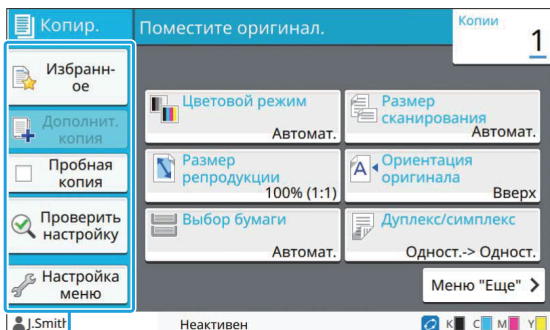 Копир.
Поместите оригинал.
Копии
1
Избранн-
ое
Дополнит.
копия
Пробная
копия
Проверить
настройку
Настройка
меню
Цветовой режим
Автомат.
Размер
сканирования
Автомат.
Размер
репродукции
100% (1:1)
Ориентация
оригинала
Вверх
Выбор бумаги
Автомат.
Дуплекс/симплекс
Одност.-> Одност.
Меню "Еще"
J.Smith
Неактивен
K C M Y